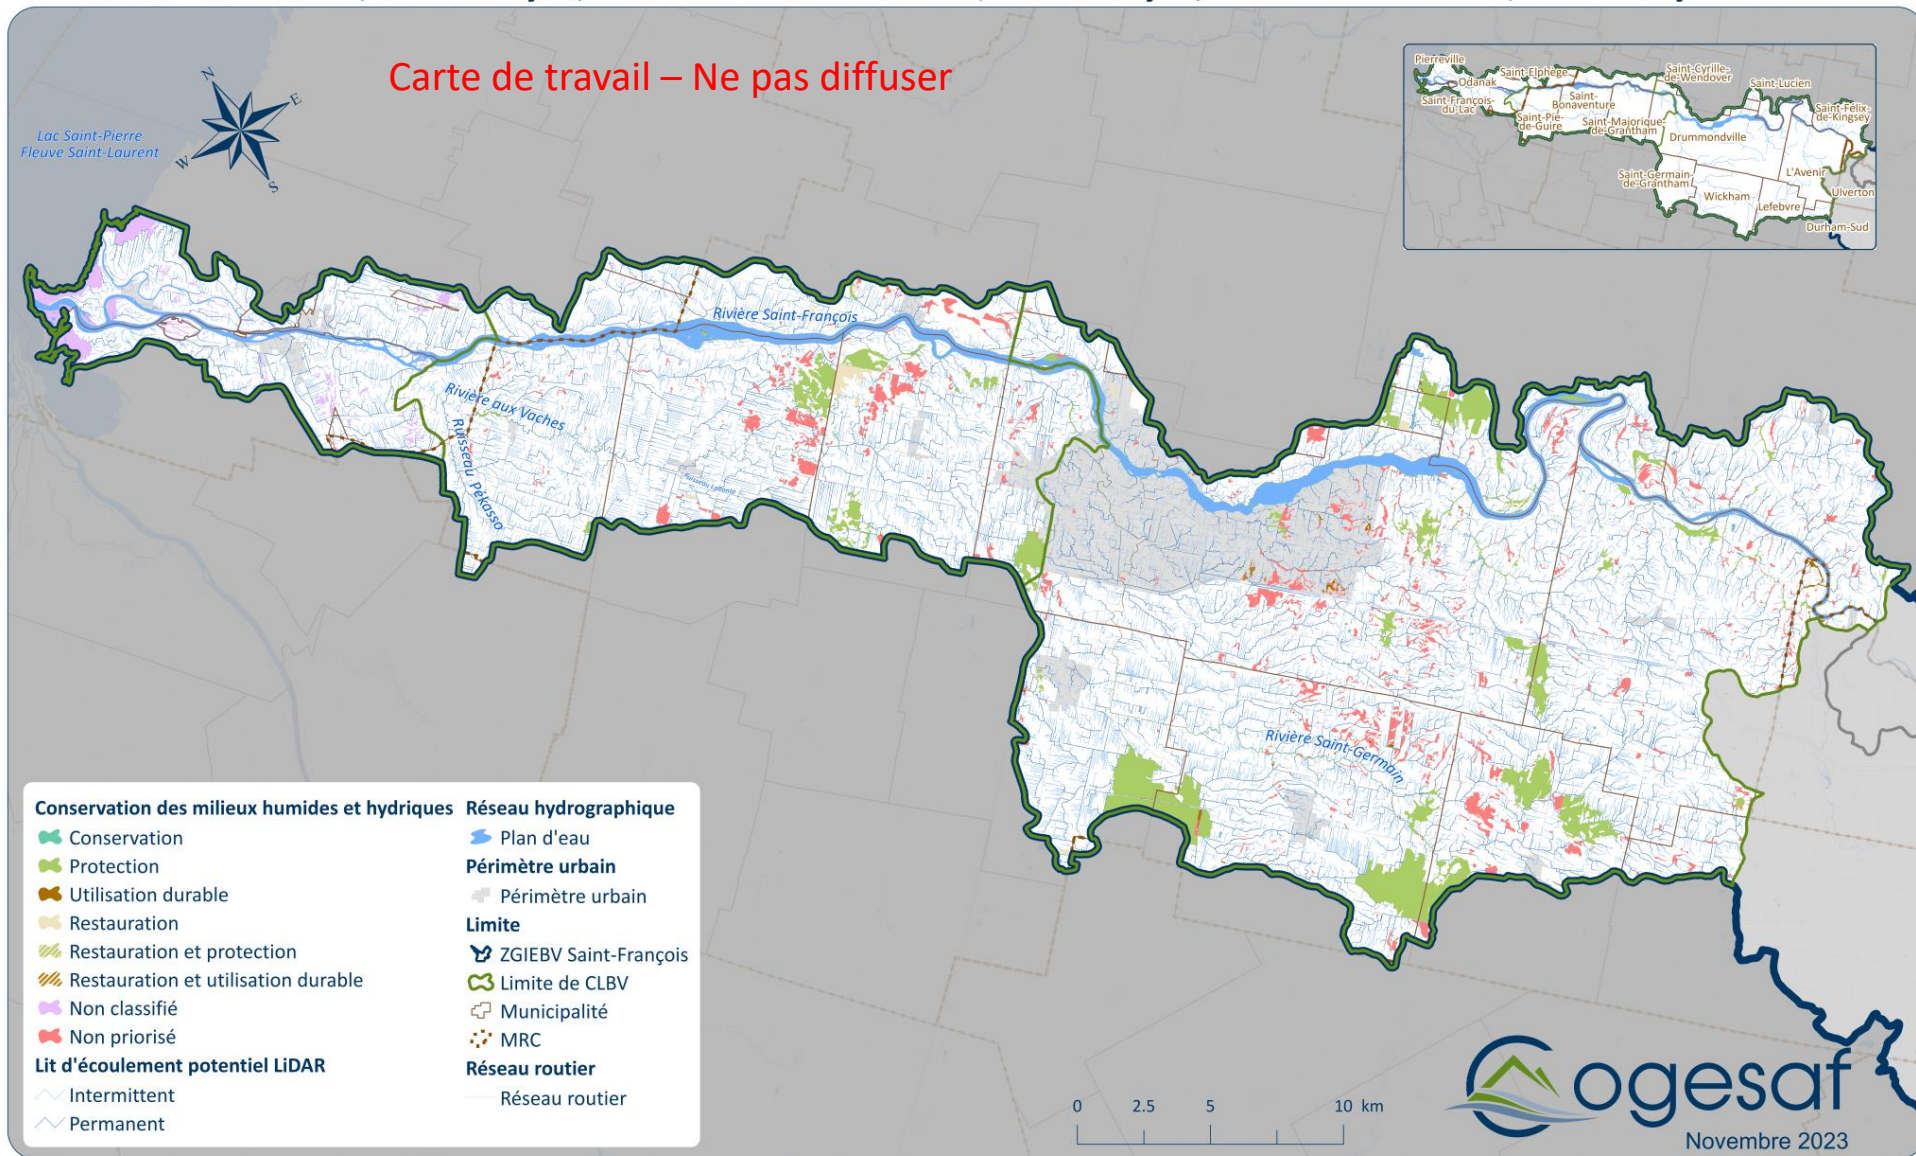 Carte de travail – Ne pas diffuser
N
E
W
S
Lac Saint-Pierre
Fleuve Saint-Laurent
Pierreville
Odanak
Saint-Elphège
Saint-François-
du-Lac
Saint-Pie-
de-Guire
Saint-
Bonaventure
Saint-Majorique-
de-Grantham
Saint-Cyrille-
de-Wendover
Saint-Lucien
Saint-Félix-
de-Kingsey
Drummondville
Saint-Germain-
de-Grantham
Wickham
L'Avenir
Lefebvre
Ulverton
Durham-Sud
Rivière Saint-François
Rivière aux Vaches
Ruisseau Pékasso
Rivière Saint-Germain
Conservation des milieux humides et hydriques
Conservation
Protection
Utilisation durable
Restauration
Restauration et protection
Restauration et utilisation durable
Non classifié
Non priorisé
Lit d'écoulement potentiel LiDAR
Intermittent
Permanent
Réseau hydrographique
Plan d'eau
Périmètre urbain
Périmètre urbain
Limite
ZGIEBV Saint-François
Limite de CLBV
Municipalité
MRC
Réseau routier
Réseau routier
0 2.5 5 10 km
Cogesaf
Novembre 2023